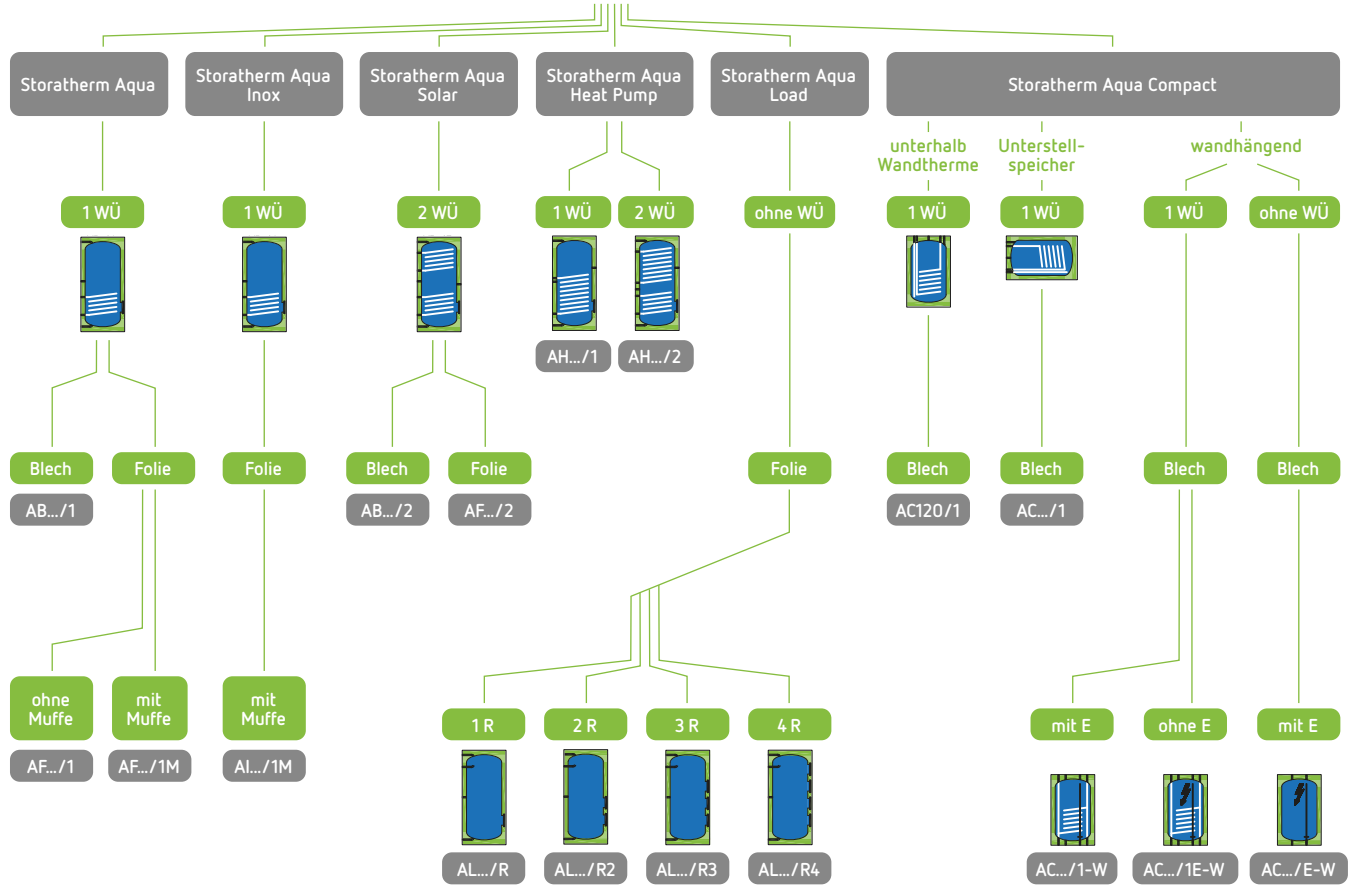 Storatherm Aqua
Storatherm Aqua
Inox
Storatherm Aqua
Solar
Storatherm Aqua
Heat Pump
Storatherm Aqua
Load
Storatherm Aqua Compact
unterhalb
Wandtherme
Unterstell-
speicher
wandhängend
1 WÜ
1 WÜ
2 WÜ
1 WÜ
2 WÜ
ohne WÜ
1 WÜ
1 WÜ
1 WÜ
ohne WÜ
AH.../1
AH.../2
Blech
Folie
Folie
Blech
Folie
Folie
Blech
Blech
Blech
Blech
AB.../1
AB.../2
AF.../2
AC120/1
AC.../1
ohne
Muffe
mit
Muffe
mit
Muffe
1 R
2 R
3 R
4 R
mit E
ohne E
mit E
AF.../1
AF.../1M
AI.../1M
AL.../R
AL.../R2
AL.../R3
AL.../R4
AC.../1-W
AC.../1E-W
AC.../E-W